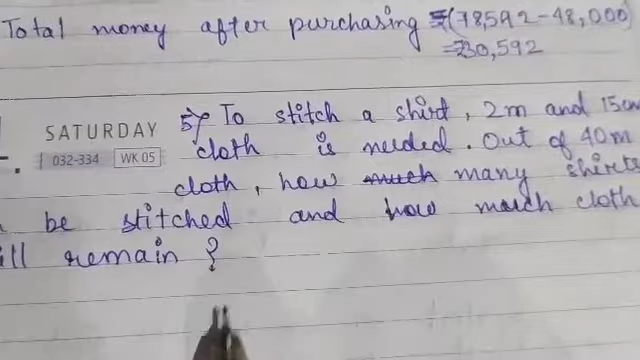 Total money after purchasing = ₹(78,592-48,000)
= ₹30,592
SATURDAY
032-334 WK 05
5) To stitch a shirt, 2m and 15cm
cloth is needed. Out of 40m
cloth, how much many shirts
be stitched and how much cloth
ill remain ?